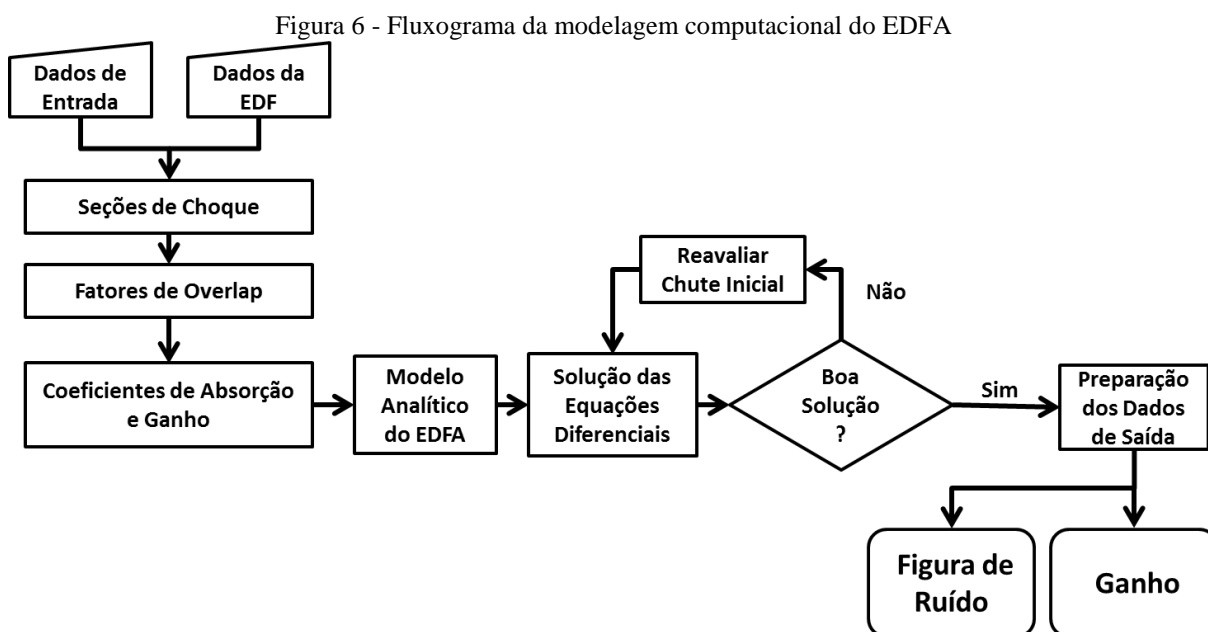 Figura 6 - Fluxograma da modelagem computacional do EDFA
Dados de
Entrada
Dados da
EDF
Seções de Choque
Fatores de Overlap
Coeficientes de Absorção
e Ganho
Modelo
Analítico
do EDFA
Solução das
Equações
Diferenciais
Reavaliar
Chute Inicial
Não
Boa
Solução
?
Sim
Preparação
dos Dados
de Saída
Figura de
Ruído
Ganho